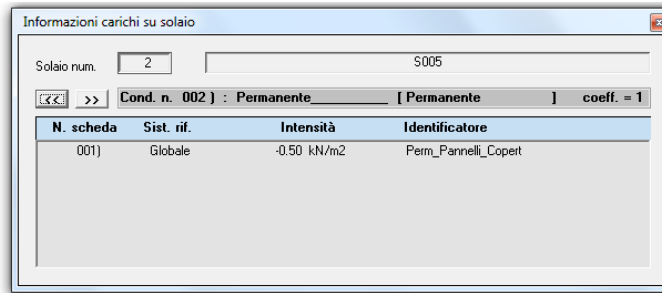 Informazioni carichi su solaio
Solaio num. 2 S005
<< >> Cond. n. 002 ) : Permanente__________ [ Permanente ] coeff. = 1
N. scheda Sist. rif. Intensità Identificatore
001) Globale -0.50 kN/m2 Perm_Pannelli_Copert